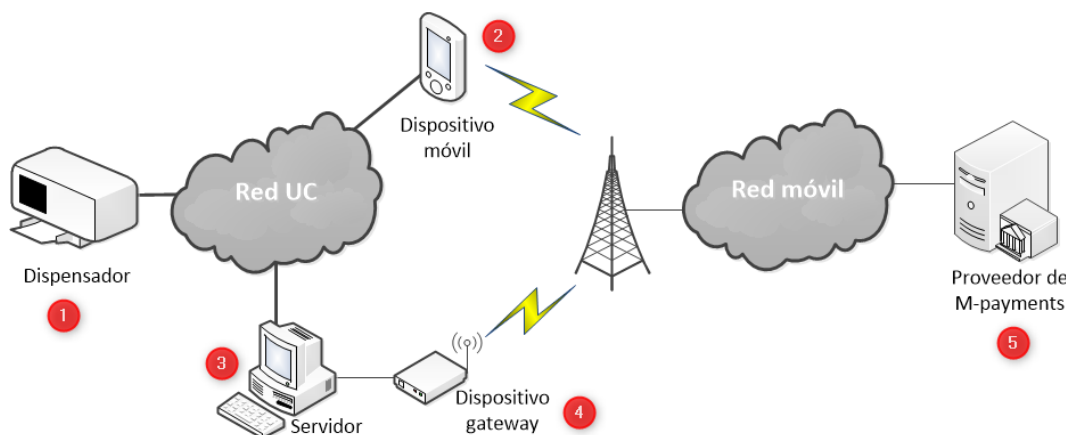 2
Dispositivo
móvil
Red UC
Red móvil
Dispensador
1
Proveedor de
M-payments
5
3
Servidor
Dispositivo
gateway
4